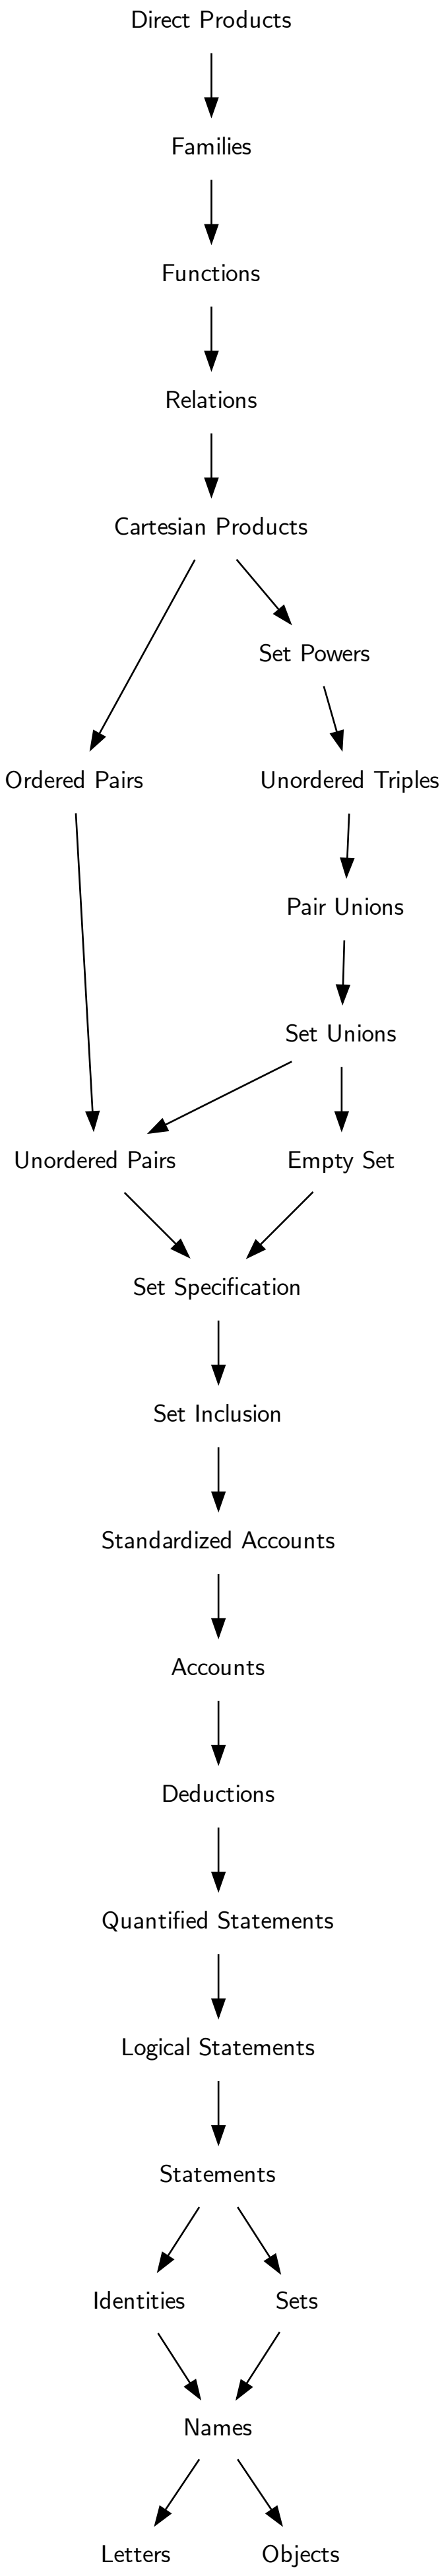 Direct Products
Families
Functions
Relations
Cartesian Products
Set Powers
Ordered Pairs
Unordered Triples
Pair Unions
Set Unions
Unordered Pairs
Empty Set
Set Specification
Set Inclusion
Standardized Accounts
Accounts
Deductions
Quantified Statements
Logical Statements
Statements
Identities
Sets
Names
Letters
Objects